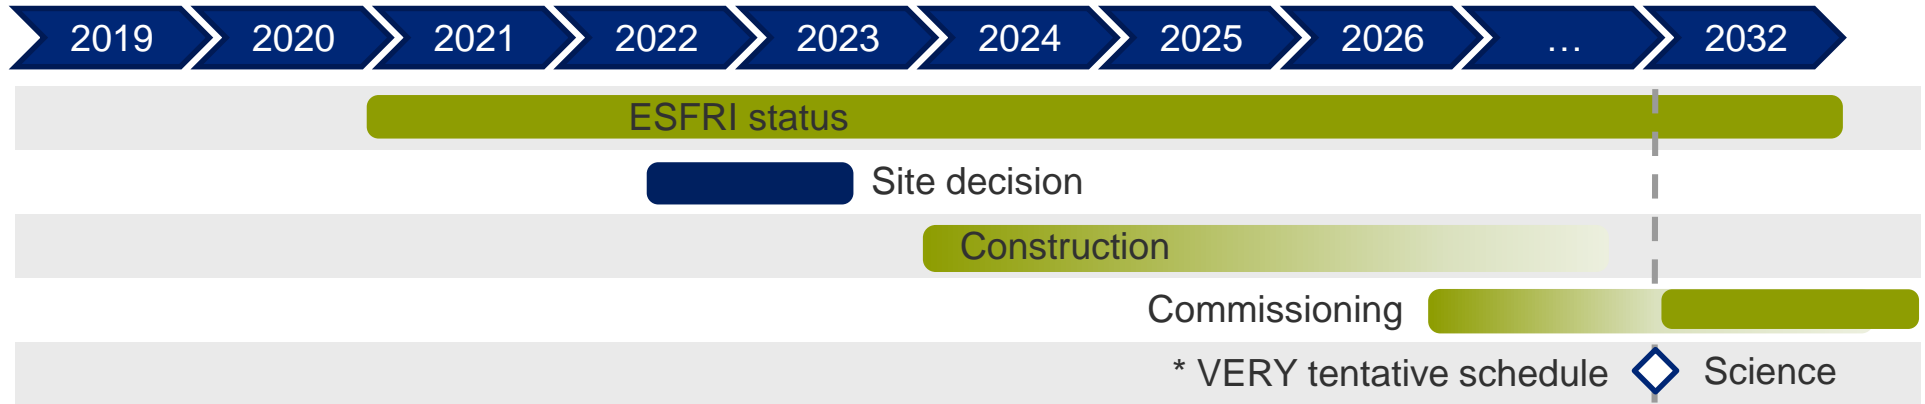 2019 2020 2021 2022 2023 2024 2025 2026 ... 2032
ESFRI status
Site decision
Construction
Commissioning
* VERY tentative schedule Science